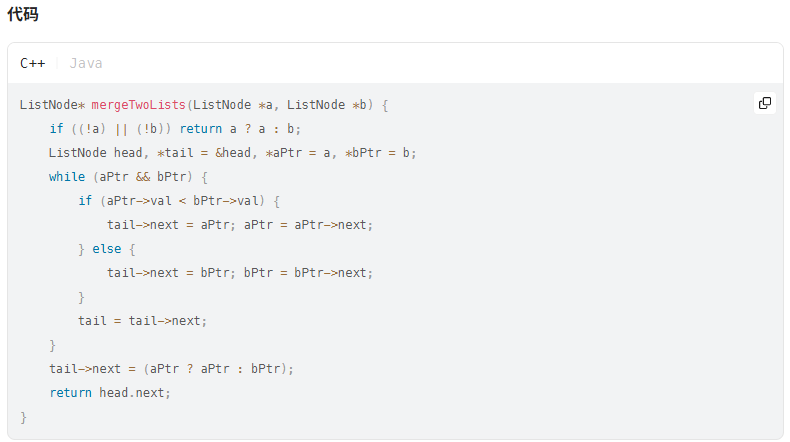 代码
C++ Java
ListNode* mergeTwoLists(ListNode *a, ListNode *b) {
    if ((!a) || (!b)) return a ? a : b;
    ListNode head, *tail = &head, *aPtr = a, *bPtr = b;
    while (aPtr && bPtr) {
        if (aPtr->val < bPtr->val) {
            tail->next = aPtr; aPtr = aPtr->next;
        } else {
            tail->next = bPtr; bPtr = bPtr->next;
        }
        tail = tail->next;
    }
    tail->next = (aPtr ? aPtr : bPtr);
    return head.next;
}